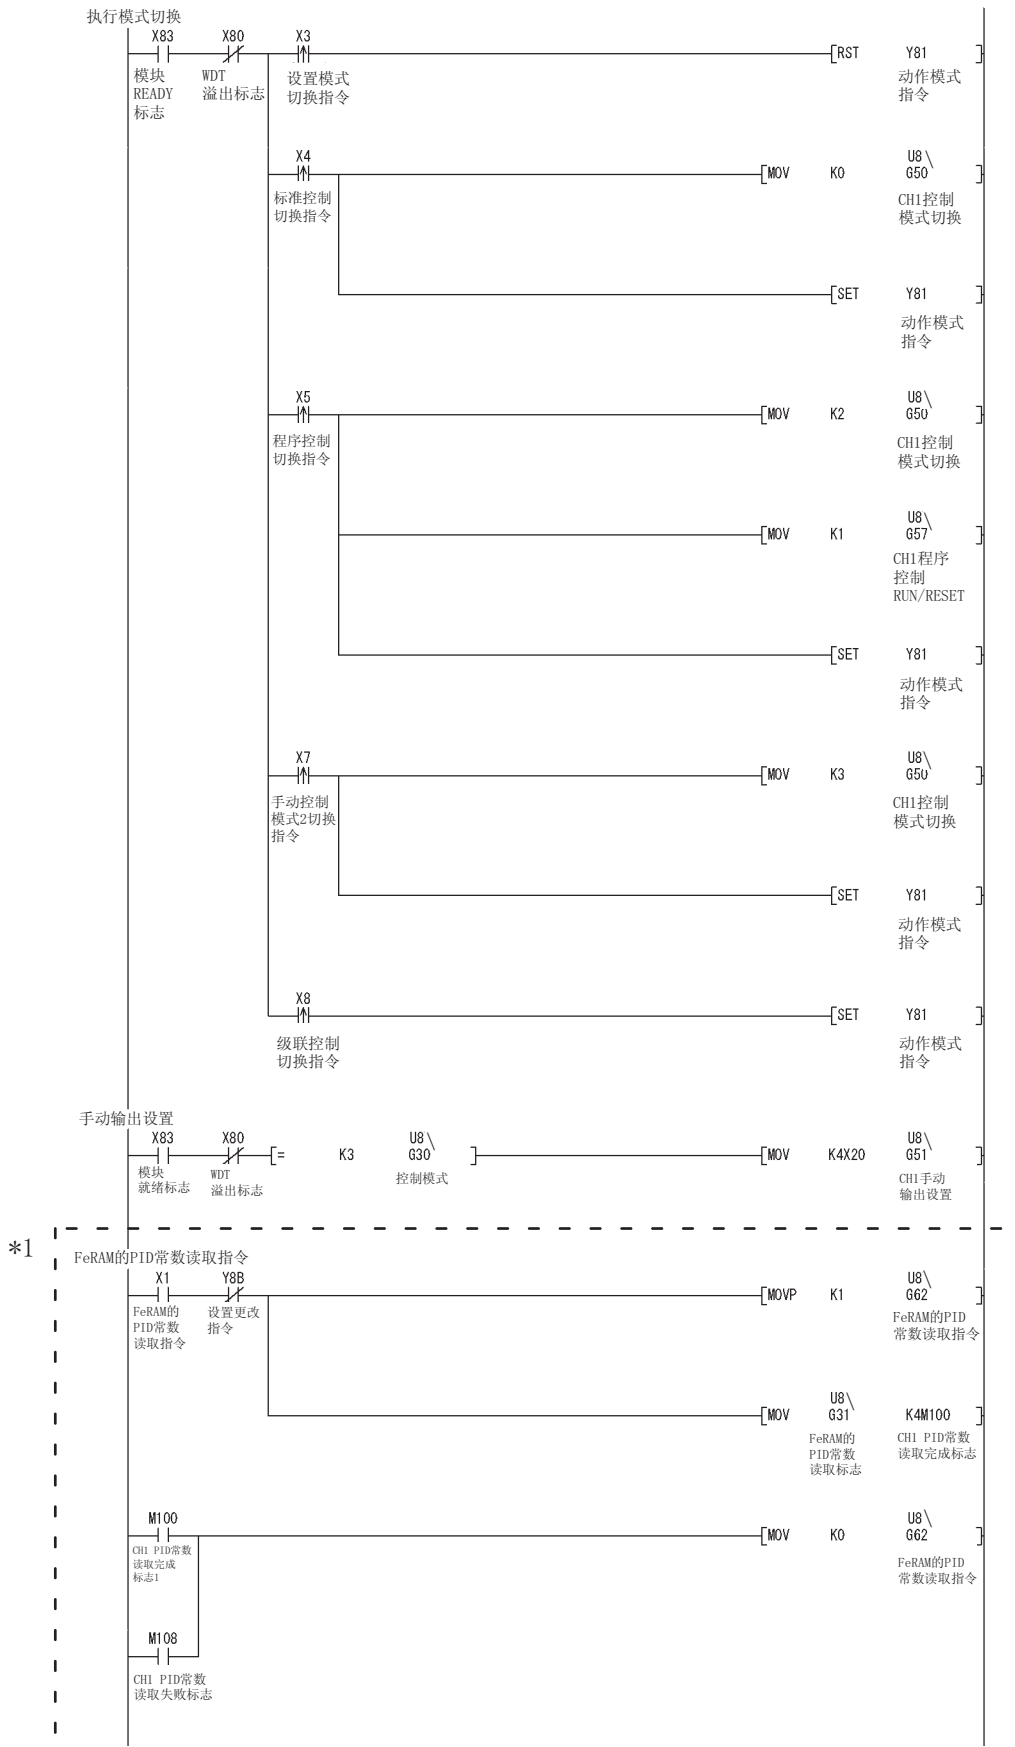 执行模式切换
X83 X80 X3
[RST Y81 ]
模块
READY
标志
WDT
溢出标志
设置模式
切换指令
动作模式
指令
X4
[MOV K0 U8\
G50 ]
标准控制
切换指令
CH1控制
模式切换
[SET Y81 ]
动作模式
指令
X5
[MOV K2 U8\
G50 ]
程序控制
切换指令
CH1控制
模式切换
[MOV K1 U8\
G57 ]
CH1程序
控制
RUN/RESET
[SET Y81 ]
动作模式
指令
X7
[MOV K3 U8\
G50 ]
手动控制
模式2切换
指令
CH1控制
模式切换
[SET Y81 ]
动作模式
指令
X8
[SET Y81 ]
级联控制
切换指令
动作模式
指令
手动输出设置
X83 X80
[= K3 U8\
G30 ]
[MOV K4X20 U8\
G51 ]
模块
就绪标志
WDT
溢出标志
控制模式
CH1手动
输出设置
*1
FeRAM的PID常数读取指令
X1 Y8B
[MOVP K1 U8\
G62 ]
FeRAM的
PID常数
读取指令
设置更改
指令
FeRAM的PID
常数读取指令
[MOV U8\
G31 K4M100 ]
FeRAM的
PID常数
读取标志
CH1 PID常数
读取完成标志
M100
[MOV K0 U8\
G62 ]
CH1 PID常数
读取完成
标志1
FeRAM的PID
常数读取指令
M108
CH1 PID常数
读取失败标志